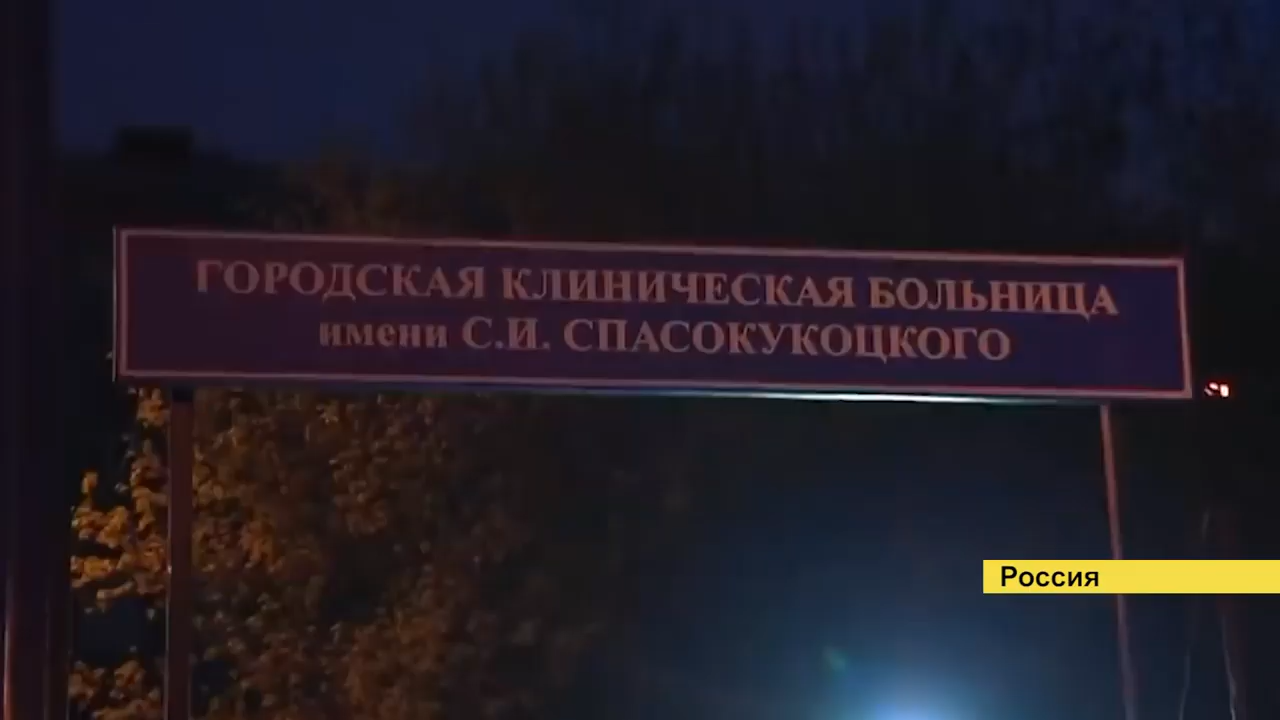 ГОРОДСКАЯ КЛИНИЧЕСКАЯ БОЛЬНИЦА
имени С.И. СПАСОКУКОЦКОГО
Россия